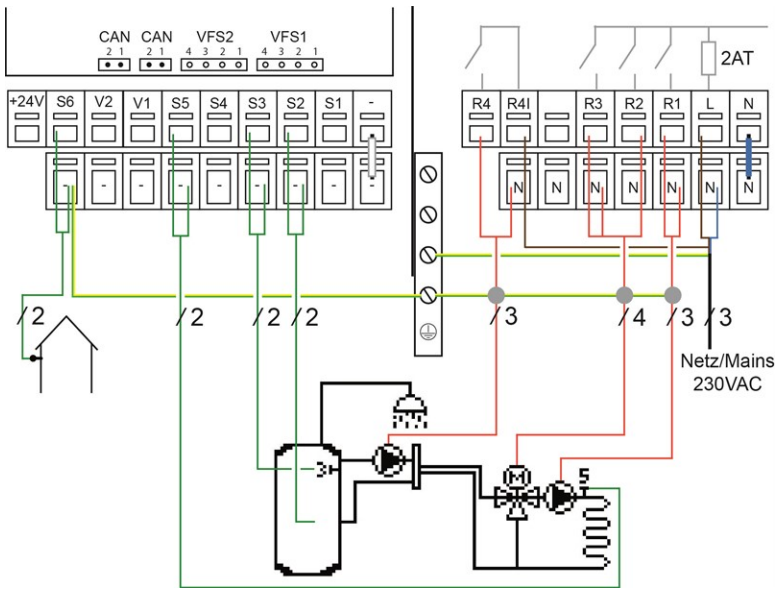 CAN CAN VFS2 VFS1
2 1 2 1 4 3 2 1 4 3 2 1
2AT
+24V S6 V2 V1 S5 S4 S3 S2 S1 - R4 R4I R3 R2 R1 L N
- - - - - - - - N N N N N N
2 2 2 2 3 4 3 3
Netz/Mains
230VAC
M
3 5